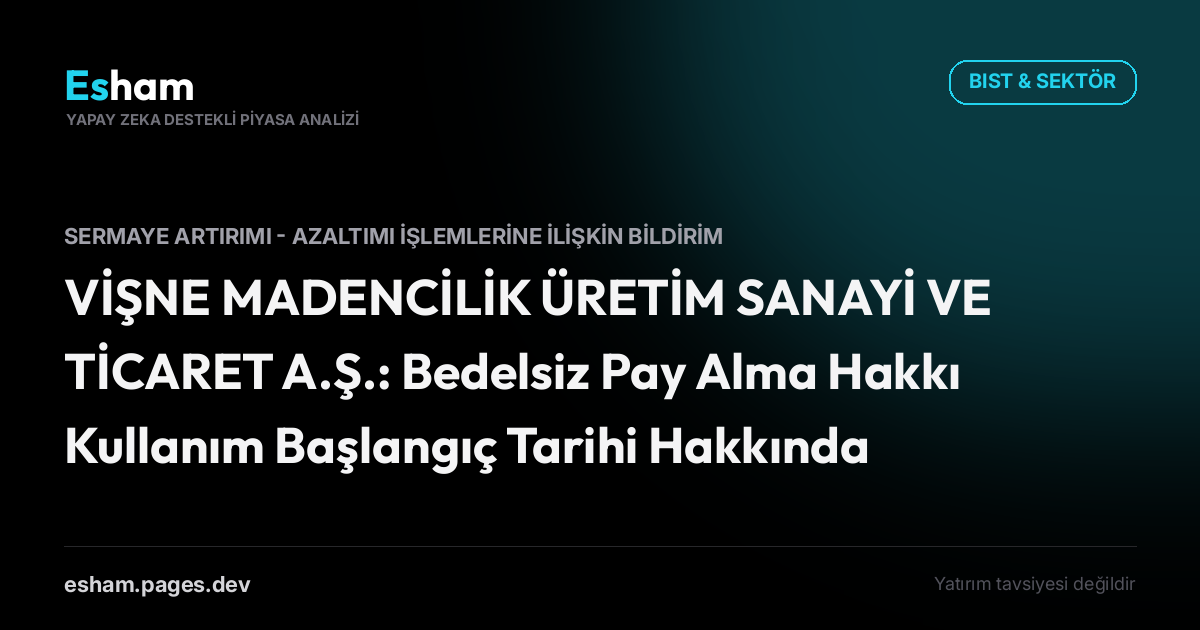 Esham
YAPAY ZEKA DESTEKLİ PİYASA ANALİZİ
BIST & SEKTÖR
SERMAYE ARTIRIMI - AZALTIMI İŞLEMLERİNE İLİŞKİN BİLDİRİM
VİŞNE MADENCİLİK ÜRETİM SANAYİ VE
TİCARET A.Ş.: Bedelsiz Pay Alma Hakkı
Kullanım Başlangıç Tarihi Hakkında
esham.pages.dev
Yatırım tavsiyesi değildir